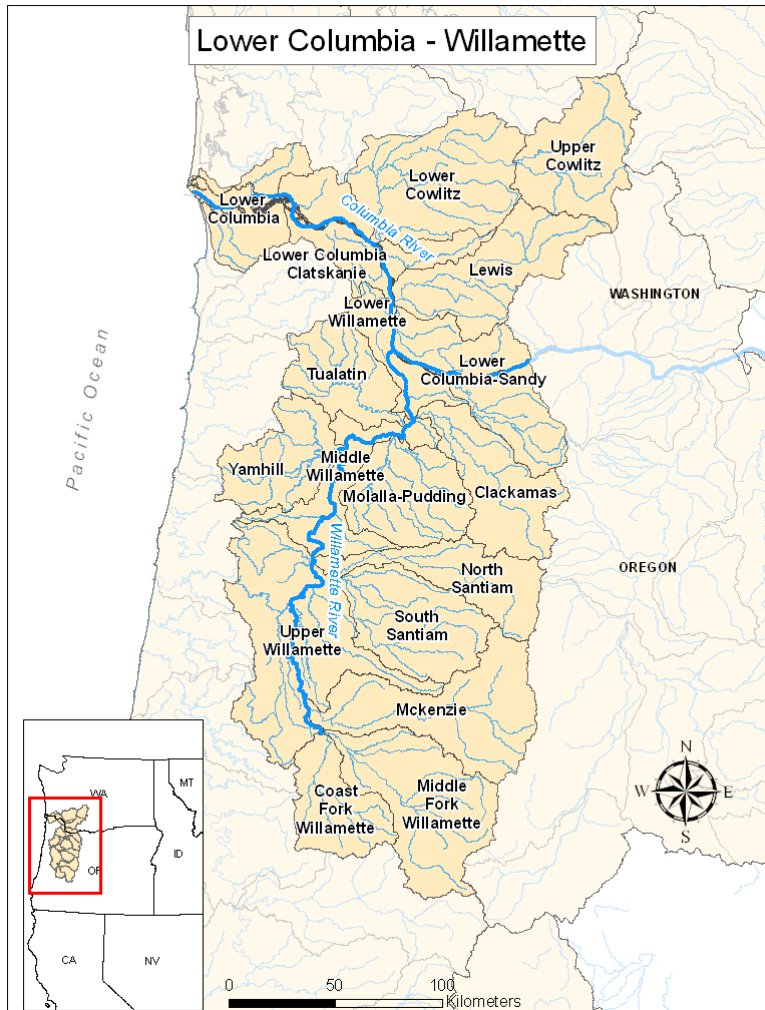 Lower Columbia - Willamette
Upper
Cowlitz
Lower
Cowlitz
Lower
Columbia
Columbia River
Lower Columbia
Clatskanie
Lewis
WASHINGTON
Lower
Willamette
Lower
Columbia-Sandy
Tualatin
Pacific Ocean
Middle
Willamette
Yamhill
Molalla-Pudding
Clackamas
Willamette River
North
Santiam
OREGON
South
Santiam
Upper
Willamette
Mckenzie
Coast
Fork
Willamette
Middle
Fork
Willamette
N
W
E
S
WA
MT
OR
ID
CA
NV
0
50
100
Kilometers